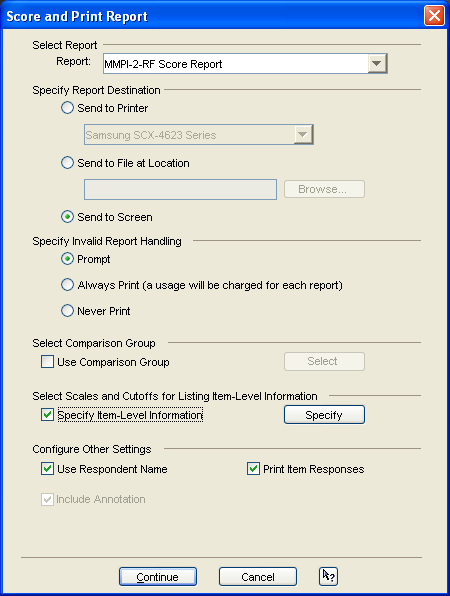 Score and Print Report
Select Report
Report: MMPI-2-RF Score Report
Specify Report Destination
Send to Printer
Samsung SCX-4623 Series
Send to File at Location
Browse...
Send to Screen
Specify Invalid Report Handling
Prompt
Always Print (a usage will be charged for each report)
Never Print
Select Comparison Group
Use Comparison Group Select
Select Scales and Cutoffs for Listing Item-Level Information
Specify Item-Level Information Specify
Configure Other Settings
Use Respondent Name Print Item Responses
Include Annotation
Continue Cancel ?